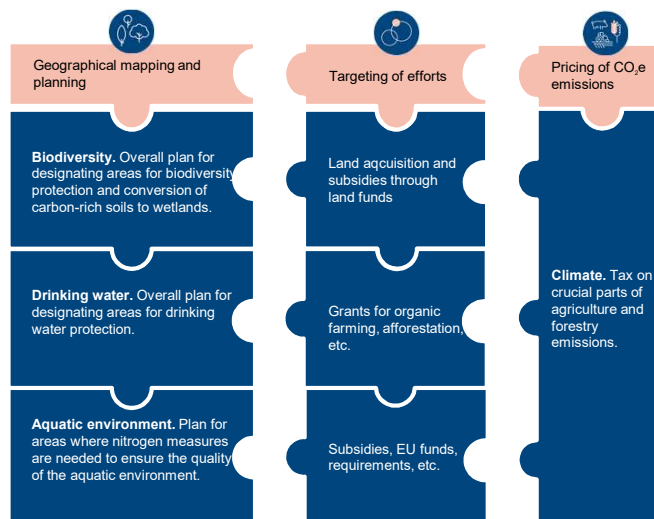 Geographical mapping and
planning
Targeting of efforts
Pricing of CO₂e
emissions
Biodiversity. Overall plan for
designating areas for biodiversity
protection and conversion of
carbon-rich soils to wetlands.
Land aqcuisition and
subsidies through
land funds
Drinking water. Overall plan for
designating areas for drinking
water protection.
Grants for organic
farming, afforestation,
etc.
Climate. Tax on
crucial parts of
agriculture and
forestry
emissions.
Aquatic environment. Plan for
areas where nitrogen measures
are needed to ensure the quality
of the aquatic environment.
Subsidies, EU funds,
requirements, etc.